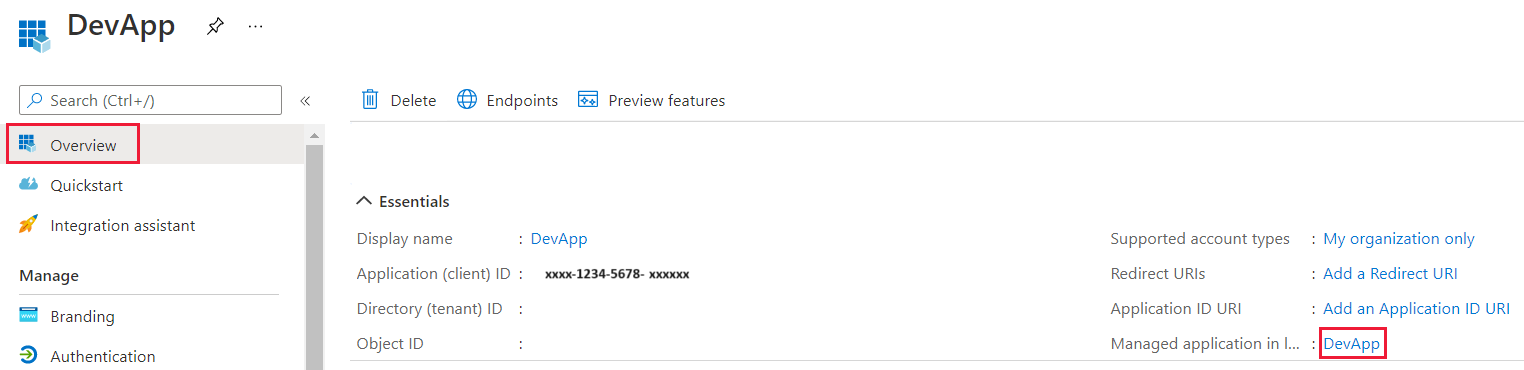 DevApp
Search (Ctrl+/)
Overview
Quickstart
Integration assistant
Manage
Branding
Authentication
Delete
Endpoints
Preview features
Essentials
Display name : DevApp
Application (client) ID : xxxx-1234-5678- xxxxxx
Directory (tenant) ID :
Object ID :
Supported account types : My organization only
Redirect URIs : Add a Redirect URI
Application ID URI : Add an Application ID URI
Managed application in l... : DevApp